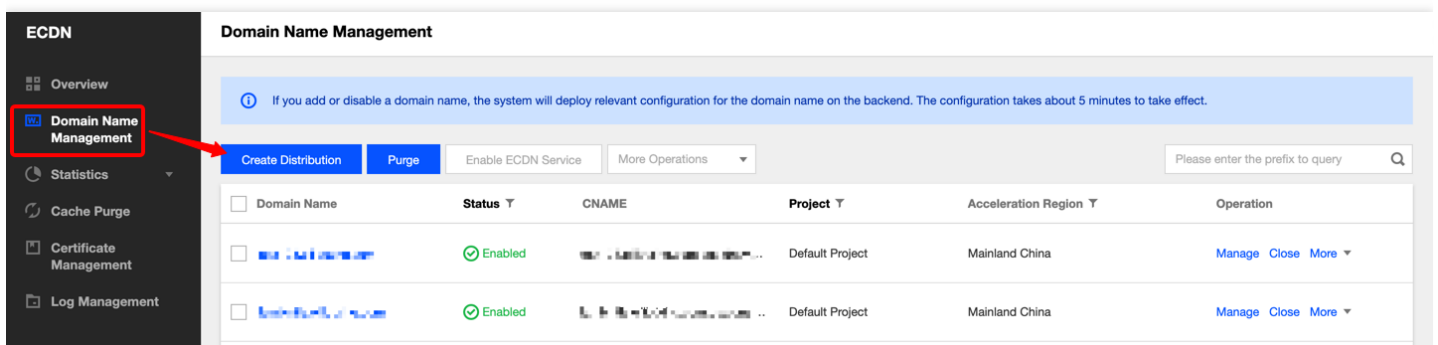 ECDN
Domain Name Management
Overview
Domain Name
Management
Statistics
Cache Purge
Certificate
Management
Log Management
If you add or disable a domain name, the system will deploy relevant configuration for the domain name on the backend. The configuration takes about 5 minutes to take effect.
Create Distribution Purge Enable ECDN Service More Operations Please enter the prefix to query
Domain Name Status CNAME Project Acceleration Region Operation
Enabled .. Default Project Mainland China Manage Close More
Enabled .. Default Project Mainland China Manage Close More